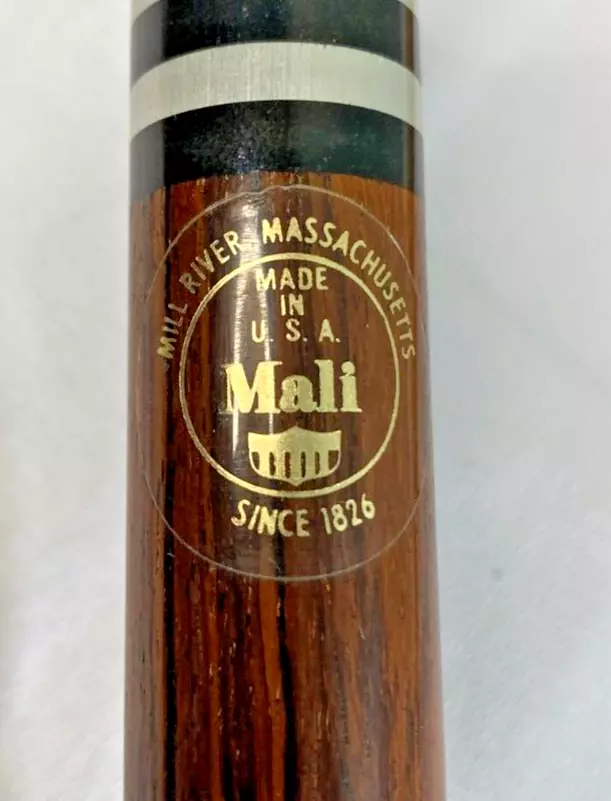 MILL RIVER, MASSACHUSETTS
MADE
IN
U. S. A.
Mali
SINCE 1826